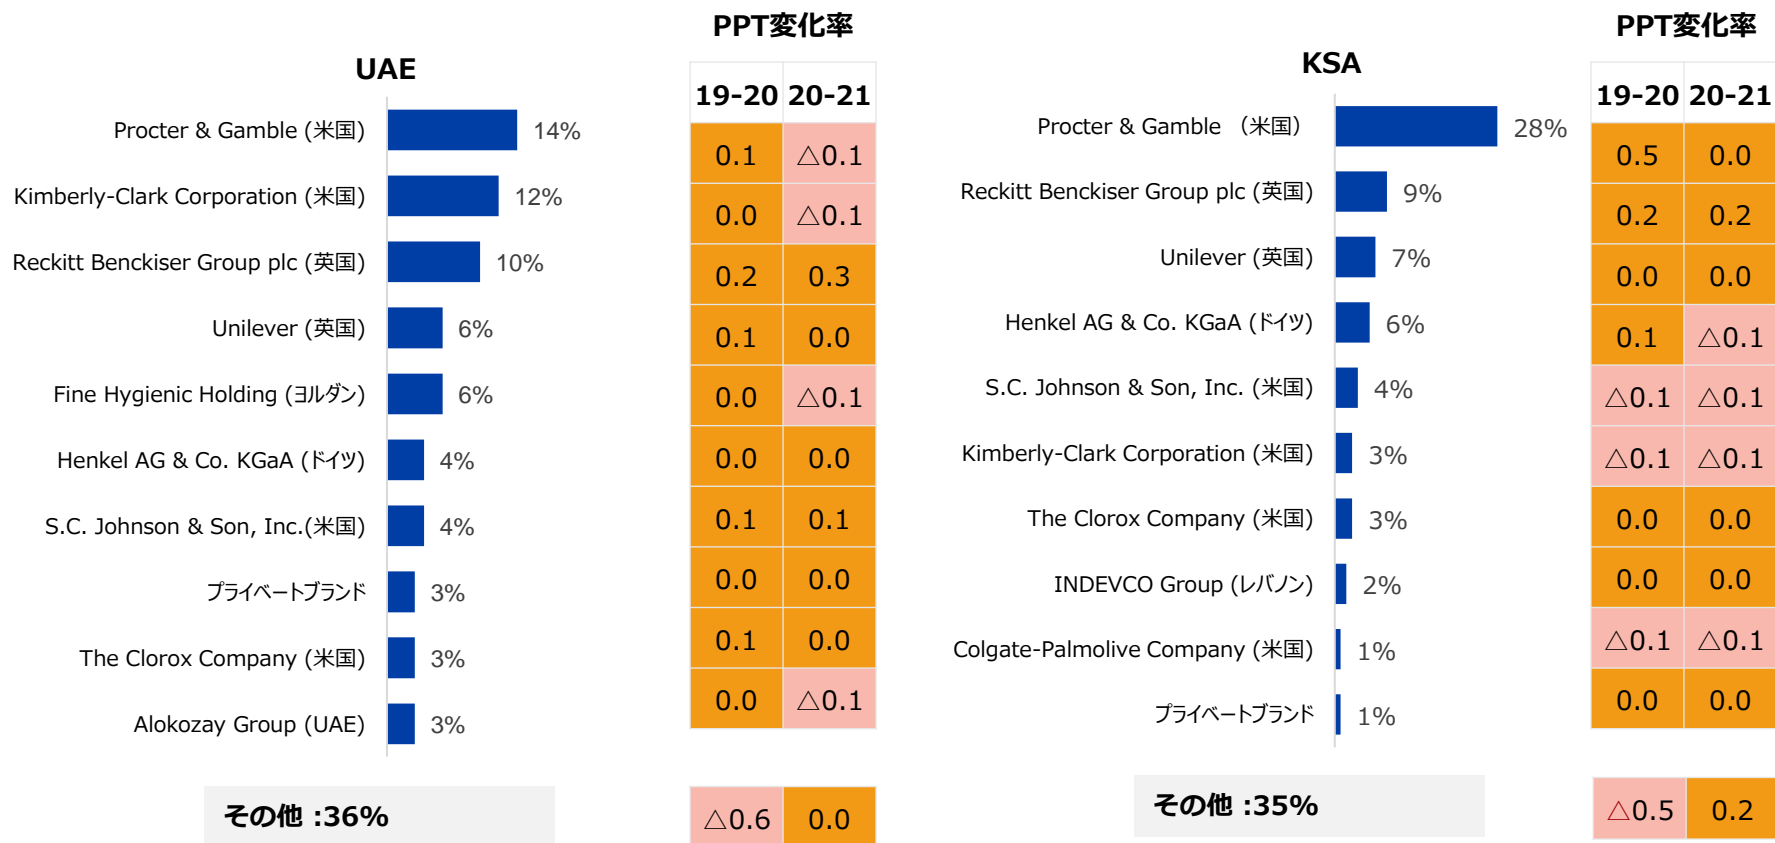 UAE
PPT変化率
19-20 20-21
Procter & Gamble (米国) 14% 0.1 △0.1
Kimberly-Clark Corporation (米国) 12% 0.0 △0.1
Reckitt Benckiser Group plc (英国) 10% 0.2 0.3
Unilever (英国) 6% 0.1 0.0
Fine Hygienic Holding (ヨルダン) 6% 0.0 △0.1
Henkel AG & Co. KGaA (ドイツ) 4% 0.0 0.0
S.C. Johnson & Son, Inc.(米国) 4% 0.1 0.1
プライベートブランド 3% 0.0 0.0
The Clorox Company (米国) 3% 0.1 0.0
Alokozay Group (UAE) 3% 0.0 △0.1
その他 :36% △0.6 0.0
KSA
PPT変化率
19-20 20-21
Procter & Gamble （米国） 28% 0.5 0.0
Reckitt Benckiser Group plc (英国) 9% 0.2 0.2
Unilever (英国) 7% 0.0 0.0
Henkel AG & Co. KGaA (ドイツ) 6% 0.1 △0.1
S.C. Johnson & Son, Inc. (米国) 4% △0.1 △0.1
Kimberly-Clark Corporation (米国) 3% △0.1 △0.1
The Clorox Company (米国) 3% 0.0 0.0
INDEVCO Group (レバノン) 2% 0.0 0.0
Colgate-Palmolive Company (米国) 1% △0.1 △0.1
プライベートブランド 1% 0.0 0.0
その他 :35% △0.5 0.2